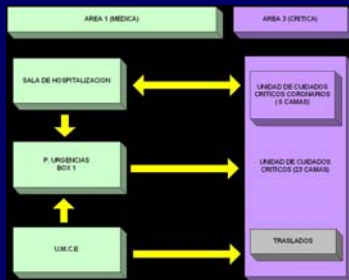 AREA 1 (MEDICA)
AREA 3 (CRITICA)
SALA DE HOSPITALIZACION
UNIDAD DE CUIDADOS
CRITICOS CORONARIOS
( 6 CAMAS)
P. URGENCIAS
BOX 1
UNIDAD DE CUIDADOS
CRITICOS (23 CAMAS)
U.M.C.E
TRASLADOS